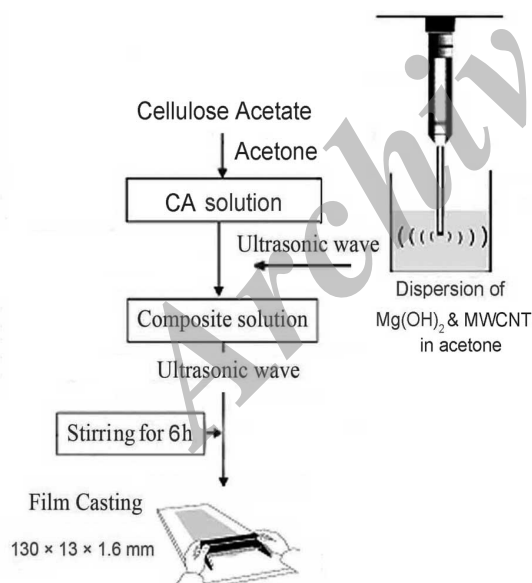 Cellulose Acetate
Acetone
CA solution
Ultrasonic wave
Dispersion of
Mg(OH)₂ & MWCNT
in acetone
Composite solution
Ultrasonic wave
Stirring for 6h
Film Casting
130 × 13 × 1.6 mm
Archiv